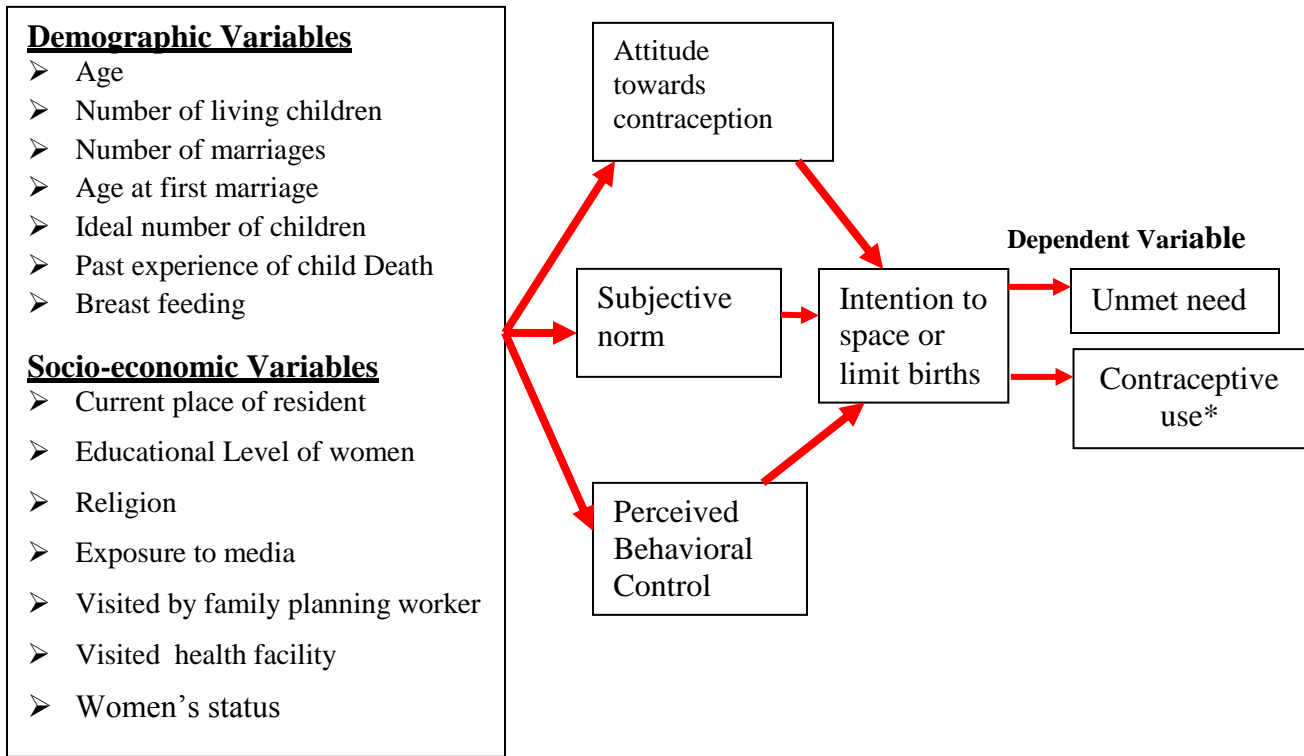 Demographic Variables
➢ Age
➢ Number of living children
➢ Number of marriages
➢ Age at first marriage
➢ Ideal number of children
➢ Past experience of child Death
➢ Breast feeding
Socio-economic Variables
➢ Current place of resident
➢ Educational Level of women
➢ Religion
➢ Exposure to media
➢ Visited by family planning worker
➢ Visited health facility
➢ Women’s status
Attitude
towards
contraception
Subjective
norm
Perceived
Behavioral
Control
Intention to
space or
limit births
Dependent Variable
Unmet need
Contraceptive
use*